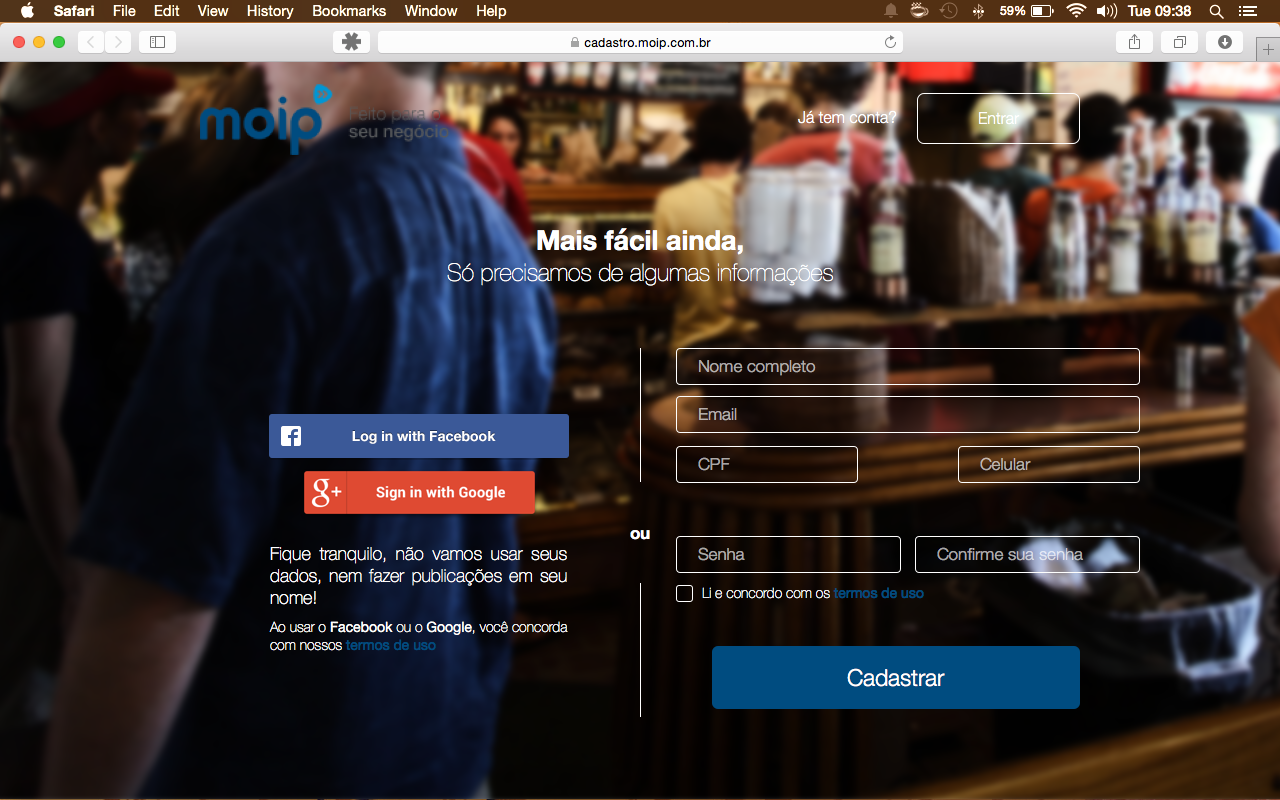 Safari File Edit View History Bookmarks Window Help 59% Tue 09:38
cadastro.moip.com.br
moip
Feito para o
seu negócio
Já tem conta? Entrar
Mais fácil ainda,
Só precisamos de algumas informações
Nome completo
Email
CPF Celular
Log in with Facebook
g+ Sign in with Google
ou
Senha Confirme sua senha
Li e concordo com os termos de uso
Fique tranquilo, não vamos usar seus
dados, nem fazer publicações em seu
nome!
Ao usar o Facebook ou o Google, você concorda
com nossos termos de uso
Cadastrar